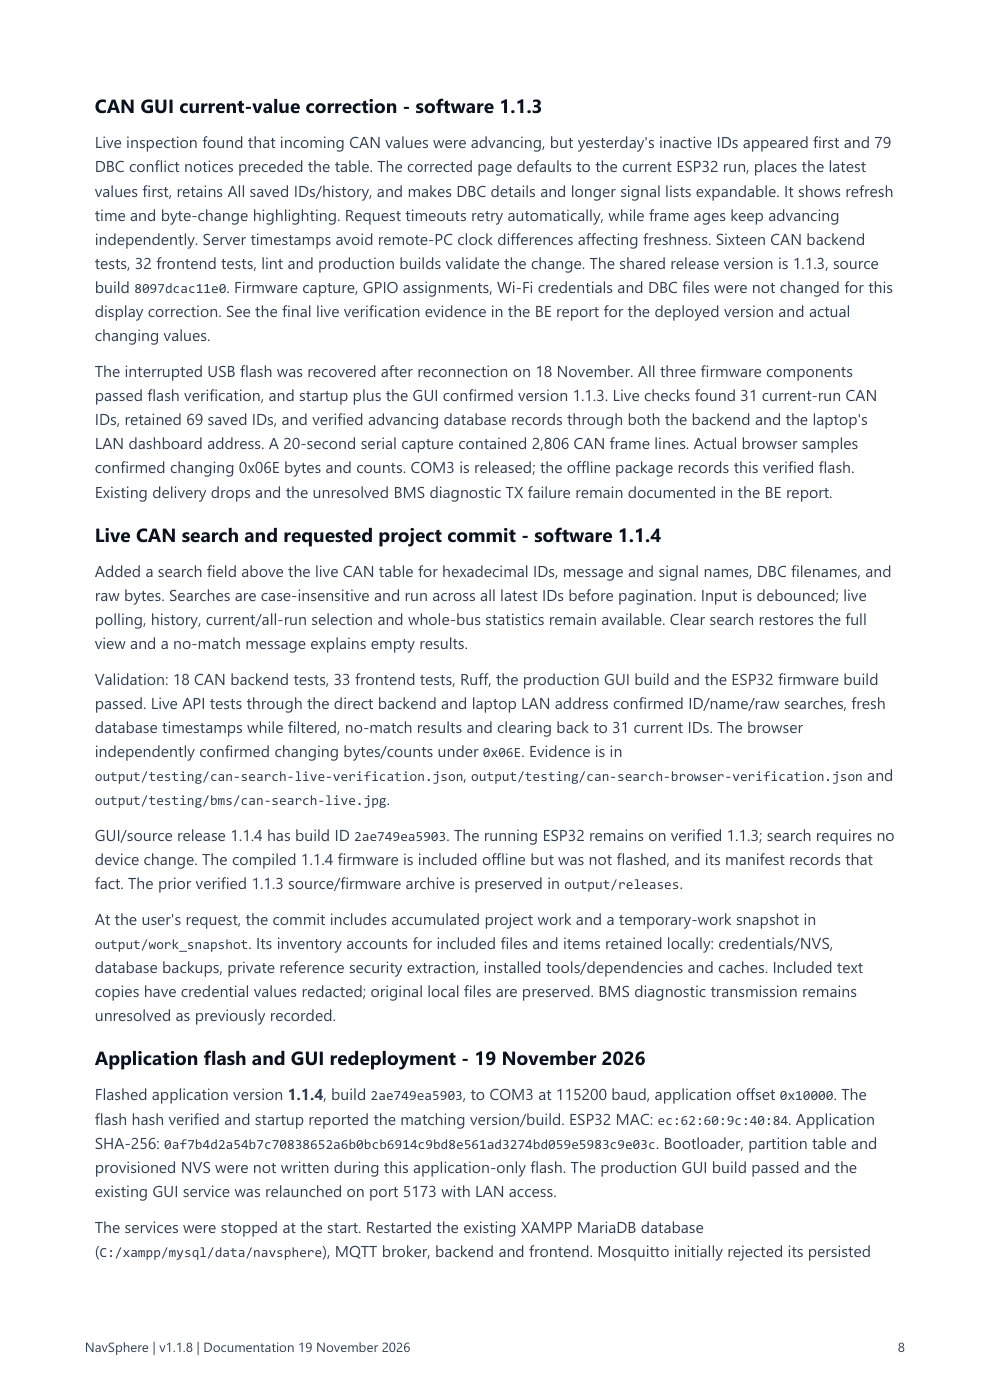 CAN GUI current-value correction - software 1.1.3
Live inspection found that incoming CAN values were advancing, but yesterday's inactive IDs appeared first and 79
DBC conflict notices preceded the table. The corrected page defaults to the current ESP32 run, places the latest
values first, retains All saved IDs/history, and makes DBC details and longer signal lists expandable. It shows refresh
time and byte-change highlighting. Request timeouts retry automatically, while frame ages keep advancing
independently. Server timestamps avoid remote-PC clock differences affecting freshness. Sixteen CAN backend
tests, 32 frontend tests, lint and production builds validate the change. The shared release version is 1.1.3, source
build 8097dcac11e0. Firmware capture, GPIO assignments, Wi-Fi credentials and DBC files were not changed for this
display correction. See the final live verification evidence in the BE report for the deployed version and actual
changing values.
The interrupted USB flash was recovered after reconnection on 18 November. All three firmware components
passed flash verification, and startup plus the GUI confirmed version 1.1.3. Live checks found 31 current-run CAN
IDs, retained 69 saved IDs, and verified advancing database records through both the backend and the laptop's
LAN dashboard address. A 20-second serial capture contained 2,806 CAN frame lines. Actual browser samples
confirmed changing 0x06E bytes and counts. COM3 is released; the offline package records this verified flash.
Existing delivery drops and the unresolved BMS diagnostic TX failure remain documented in the BE report.
Live CAN search and requested project commit - software 1.1.4
Added a search field above the live CAN table for hexadecimal IDs, message and signal names, DBC filenames, and
raw bytes. Searches are case-insensitive and run across all latest IDs before pagination. Input is debounced; live
polling, history, current/all-run selection and whole-bus statistics remain available. Clear search restores the full
view and a no-match message explains empty results.
Validation: 18 CAN backend tests, 33 frontend tests, Ruff, the production GUI build and the ESP32 firmware build
passed. Live API tests through the direct backend and laptop LAN address confirmed ID/name/raw searches, fresh
database timestamps while filtered, no-match results and clearing back to 31 current IDs. The browser
independently confirmed changing bytes/counts under 0x06E. Evidence is in
output/testing/can-search-live-verification.json, output/testing/can-search-browser-verification.json and
output/testing/bms/can-search-live.jpg.
GUI/source release 1.1.4 has build ID 2ae749ea5903. The running ESP32 remains on verified 1.1.3; search requires no
device change. The compiled 1.1.4 firmware is included offline but was not flashed, and its manifest records that
fact. The prior verified 1.1.3 source/firmware archive is preserved in output/releases.
At the user's request, the commit includes accumulated project work and a temporary-work snapshot in
output/work_snapshot. Its inventory accounts for included files and items retained locally: credentials/NVS,
database backups, private reference security extraction, installed tools/dependencies and caches. Included text
copies have credential values redacted; original local files are preserved. BMS diagnostic transmission remains
unresolved as previously recorded.
Application flash and GUI redeployment - 19 November 2026
Flashed application version 1.1.4, build 2ae749ea5903, to COM3 at 115200 baud, application offset 0x10000. The
flash hash verified and startup reported the matching version/build. ESP32 MAC: ec:62:60:9c:40:84. Application
SHA-256: 0af7b4d2a54b7c70838652a6b0bcb6914c9bd8e561ad3274bd059e5983c9e03c. Bootloader, partition table and
provisioned NVS were not written during this application-only flash. The production GUI build passed and the
existing GUI service was relaunched on port 5173 with LAN access.
The services were stopped at the start. Restarted the existing XAMPP MariaDB database
(C:/xampp/mysql/data/navsphere), MQTT broker, backend and frontend. Mosquitto initially rejected its persisted
NavSphere | v1.1.8 | Documentation 19 November 2026
8